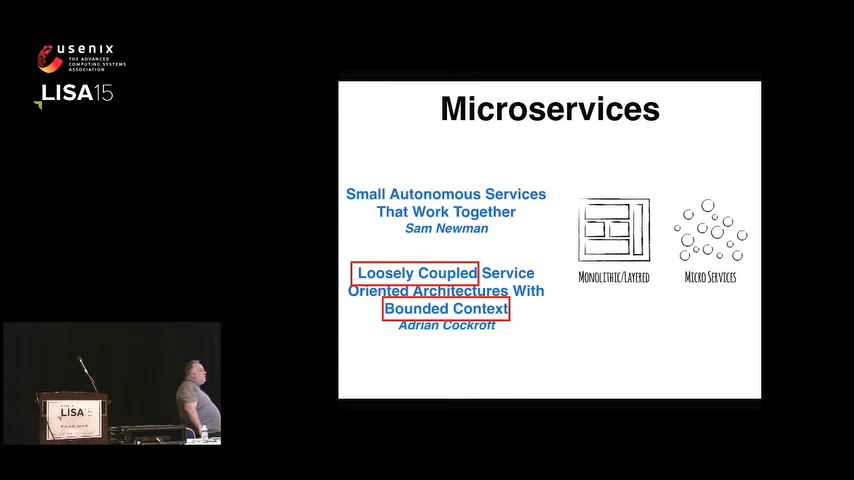 usenix
THE ADVANCED
COMPUTING SYSTEMS
ASSOCIATION
LISA15
Microservices
Small Autonomous Services
That Work Together
Sam Newman
Loosely Coupled Service
Oriented Architectures With
Bounded Context
Adrian Cockroft
MONOLITHIC/LAYERED
MICRO SERVICES
LISA15